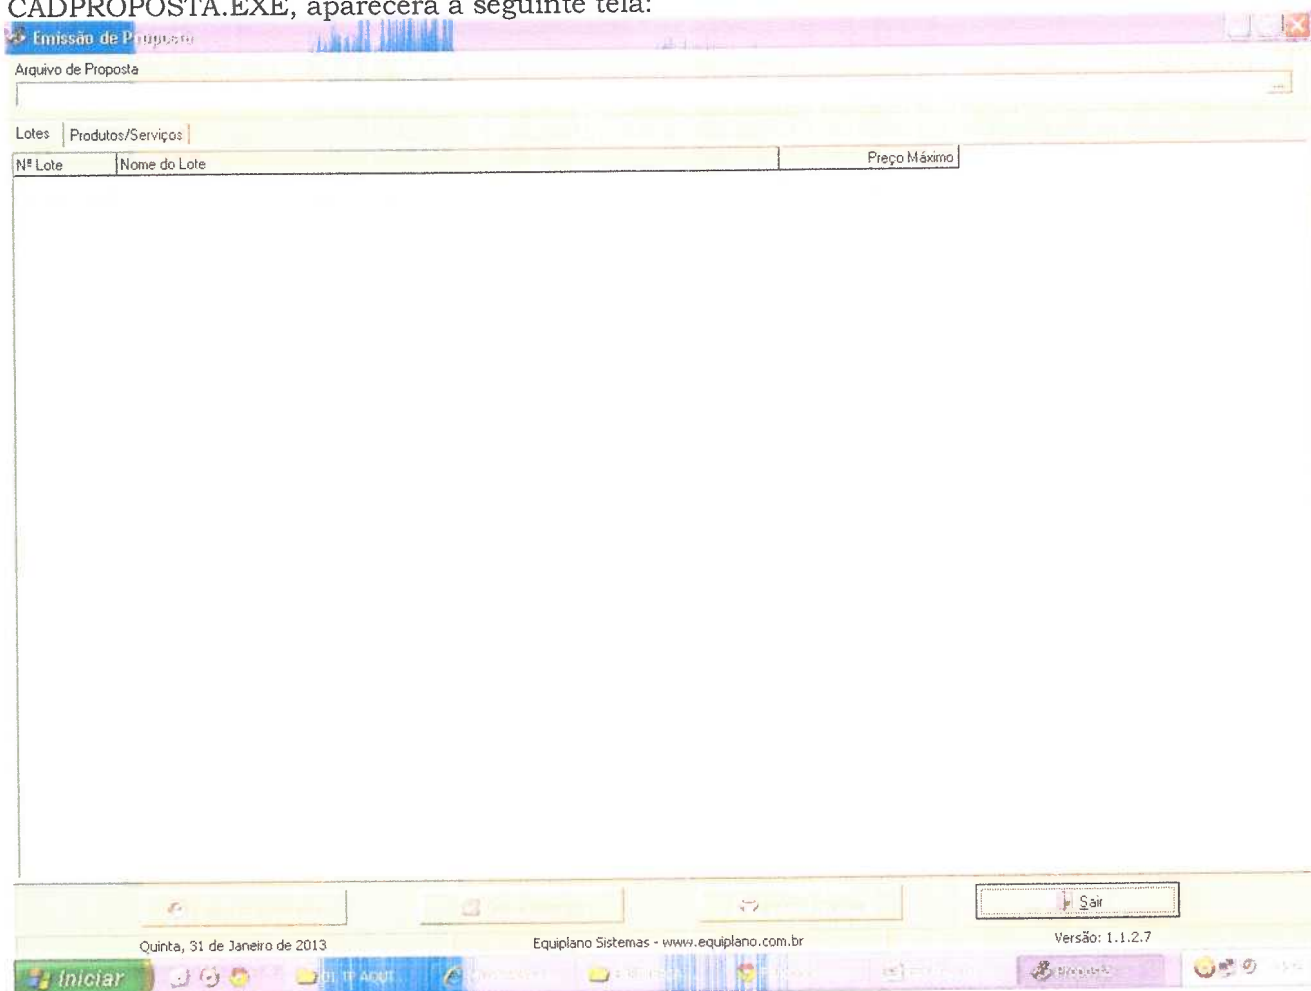 CADPROPOSTA.EXE, aparecerá a seguinte tela:
Emissão de Proposta
Arquivo de Proposta
...
Lotes Produtos/Serviços
Nº Lote Nome do Lote Preço Máximo
Sair
Quinta, 31 de Janeiro de 2013 Equiplano Sistemas - www.equiplano.com.br Versão: 1.1.2.7
Iniciar